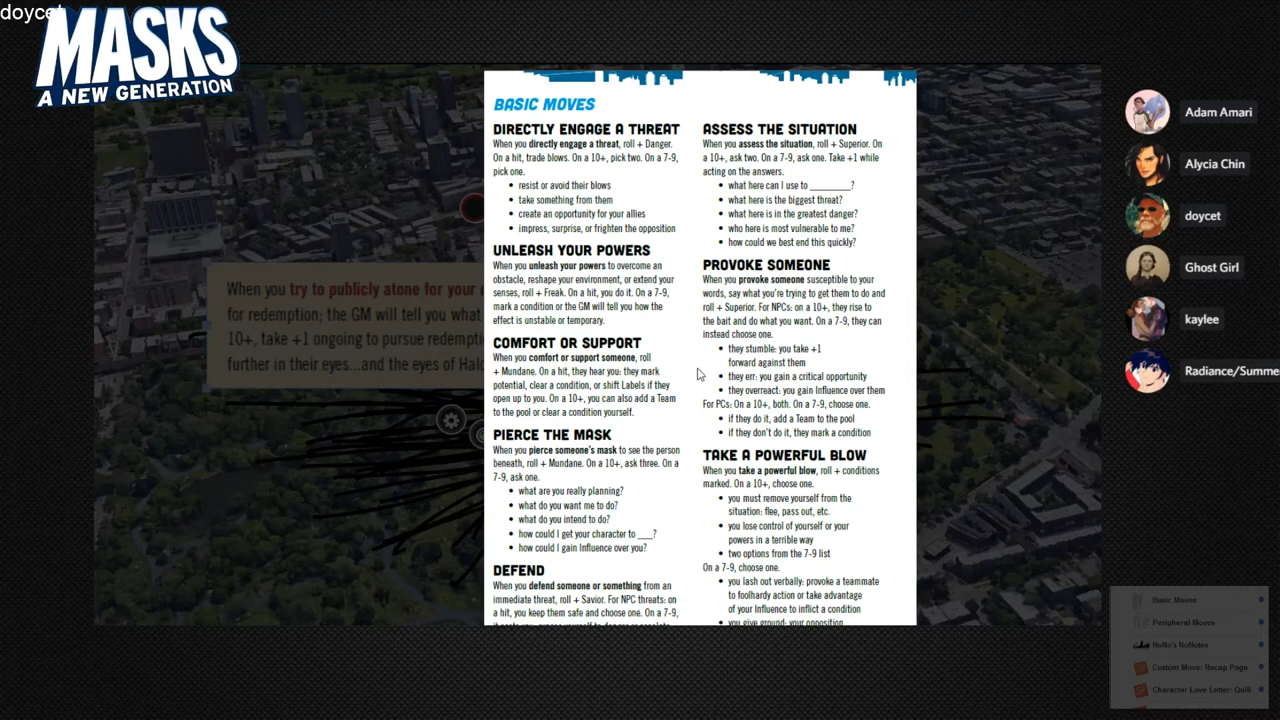 doycet
MASKS
A NEW GENERATION
When you try to publicly atone for your
for redemption; the GM will tell you what
10+, take +1 ongoing to pursue redempti
further in their eyes...and the eyes of Hal
BASIC MOVES
DIRECTLY ENGAGE A THREAT
When you directly engage a threat, roll + Danger.
On a hit, trade blows. On a 10+, pick two. On a 7-9,
pick one.
• resist or avoid their blows
• take something from them
• create an opportunity for your allies
• impress, surprise, or frighten the opposition
UNLEASH YOUR POWERS
When you unleash your powers to overcome an
obstacle, reshape your environment, or extend your
senses, roll + Freak. On a hit, you do it. On a 7-9,
mark a condition or the GM will tell you how the
effect is unstable or temporary.
COMFORT OR SUPPORT
When you comfort or support someone, roll
+ Mundane. On a hit, they hear you: they mark
potential, clear a condition, or shift Labels if they
open up to you. On a 10+, you can also add a Team
to the pool or clear a condition yourself.
PIERCE THE MASK
When you pierce someone's mask to see the person
beneath, roll + Mundane. On a 10+, ask three. On a
7-9, ask one.
• what are you really planning?
• what do you want me to do?
• what do you intend to do?
• how could I get your character to ___?
• how could I gain Influence over you?
DEFEND
When you defend someone or something from an
immediate threat, roll + Savior. For NPC threats: on
a hit, you keep them safe and choose one. On a 7-9,
ASSESS THE SITUATION
When you assess the situation, roll + Superior. On
a 10+, ask two. On a 7-9, ask one. Take +1 while
acting on the answers.
• what here can I use to ________?
• what here is the biggest threat?
• what here is in the greatest danger?
• who here is most vulnerable to me?
• how could we best end this quickly?
PROVOKE SOMEONE
When you provoke someone susceptible to your
words, say what you're trying to get them to do and
roll + Superior. For NPCs: on a 10+, they rise to
the bait and do what you want. On a 7-9, they can
instead choose one.
• they stumble: you take +1
forward against them
• they err: you gain a critical opportunity
• they overreact: you gain Influence over them
For PCs: On a 10+, both. On a 7-9, choose one.
• if they do it, add a Team to the pool
• if they don't do it, they mark a condition
TAKE A POWERFUL BLOW
When you take a powerful blow, roll + conditions
marked. On a 10+, choose one.
• you must remove yourself from the
situation: flee, pass out, etc.
• you lose control of yourself or your
powers in a terrible way
• two options from the 7-9 list
On a 7-9, choose one.
• you lash out verbally: provoke a teammate
to foolhardy action or take advantage
of your Influence to inflict a condition
• you give ground: your opposition
Adam Amari
Alycia Chin
doycet
Ghost Girl
kaylee
Radiance/Summe
Basic Moves
Peripheral Moves
NoNo's NoNotes
Custom Move: Recap Page
Character Love Letter: Quill